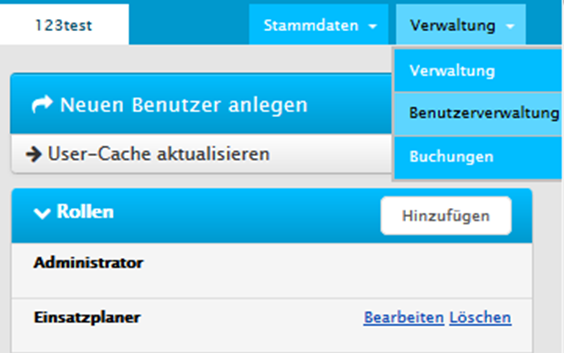 123test
Stammdaten
Verwaltung
Verwaltung
Neuen Benutzer anlegen
Benutzerverwaltung
User-Cache aktualisieren
Buchungen
Rollen
Hinzufügen
Administrator
Einsatzplaner Bearbeiten Löschen